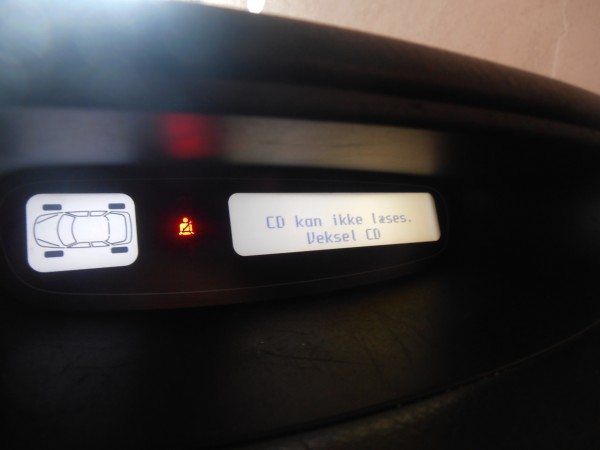 CD kan ikke læses.
Veksel CD